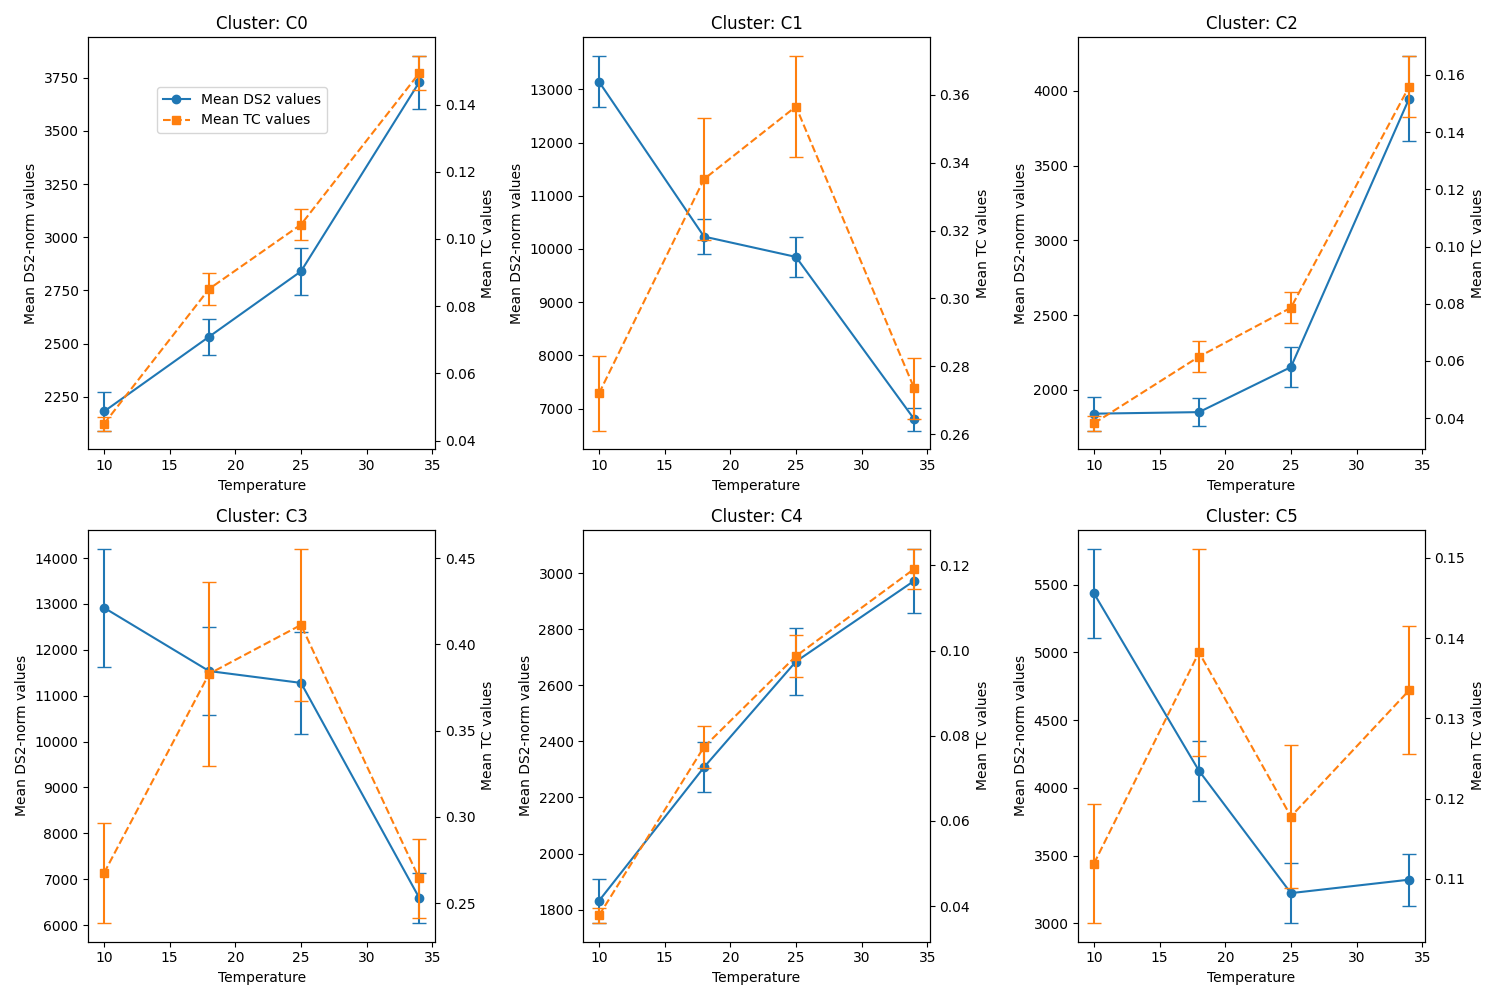 Cluster: C0
3750
3500
3250
3000
2750
2500
2250
Mean DS2-norm values
Mean DS2 values
Mean TC values
0.14
0.12
0.10
0.08
0.06
0.04
Mean TC values
10 15 20 25 30 35
Temperature
Cluster: C1
13000
12000
11000
10000
9000
8000
7000
Mean DS2-norm values
0.36
0.34
0.32
0.30
0.28
0.26
Mean TC values
10 15 20 25 30 35
Temperature
Cluster: C2
4000
3500
3000
2500
2000
Mean DS2-norm values
0.16
0.14
0.12
0.10
0.08
0.06
0.04
Mean TC values
10 15 20 25 30 35
Temperature
Cluster: C3
14000
13000
12000
11000
10000
9000
8000
7000
6000
Mean DS2-norm values
0.45
0.40
0.35
0.30
0.25
Mean TC values
10 15 20 25 30 35
Temperature
Cluster: C4
3000
2800
2600
2400
2200
2000
1800
Mean DS2-norm values
0.12
0.10
0.08
0.06
0.04
Mean TC values
10 15 20 25 30 35
Temperature
Cluster: C5
5500
5000
4500
4000
3500
3000
Mean DS2-norm values
0.15
0.14
0.13
0.12
0.11
Mean TC values
10 15 20 25 30 35
Temperature